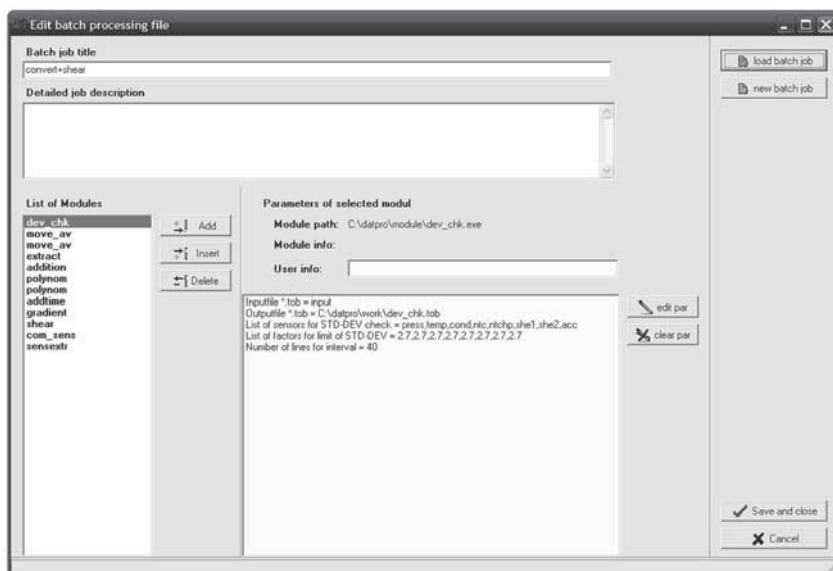 Edit batch processing file
Batch job title
convert+shear
load batch job
new batch job
Detailed job description
List of Modules
dev_chk
move_av
move_av
extract
addition
polynom
polynom
addtime
gradient
shear
com_sens
sensextr
Add
Insert
Delete
Parameters of selected modul
Module path: C:\datpro\module\dev_chk.exe
Module info:
User info:
Inputfile *.tob = input
Outputfile *.tob = C:\datpro\work\dev_chk.tob
List of sensors for STD-DEV check = press,temp,cond,ntc,ntchp,she1,she2,acc
List of factors for limit of STD-DEV = 2.7,2.7,2.7,2.7,2.7,2.7,2.7,2.7
Number of lines for interval = 40
edit par
clear par
Save and close
Cancel